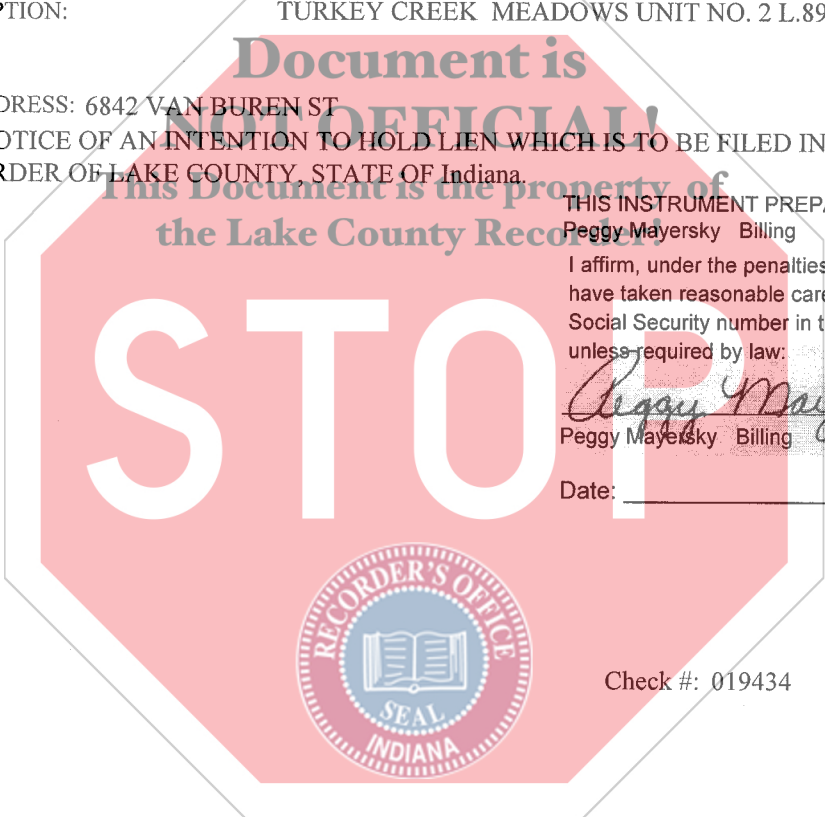 PTION: TURKEY CREEK MEADOWS UNIT NO. 2 L.89
Document is
DRESS: 6842 VAN BUREN ST
NOT OFFICIAL!
OTICE OF AN INTENTION TO HOLD LIEN WHICH IS TO BE FILED IN
RDER OF LAKE COUNTY, STATE OF Indiana.
This Document is the property of
the Lake County Recorder!
THIS INSTRUMENT PREPA
Peggy Mayersky Billing
I affirm, under the penalties
have taken reasonable care
Social Security number in t
unless required by law:
STOP
Peggy May
Peggy Mayersky Billing
Date:
RECORDER'S OFFICE
SEAL
INDIANA
Check #: 019434